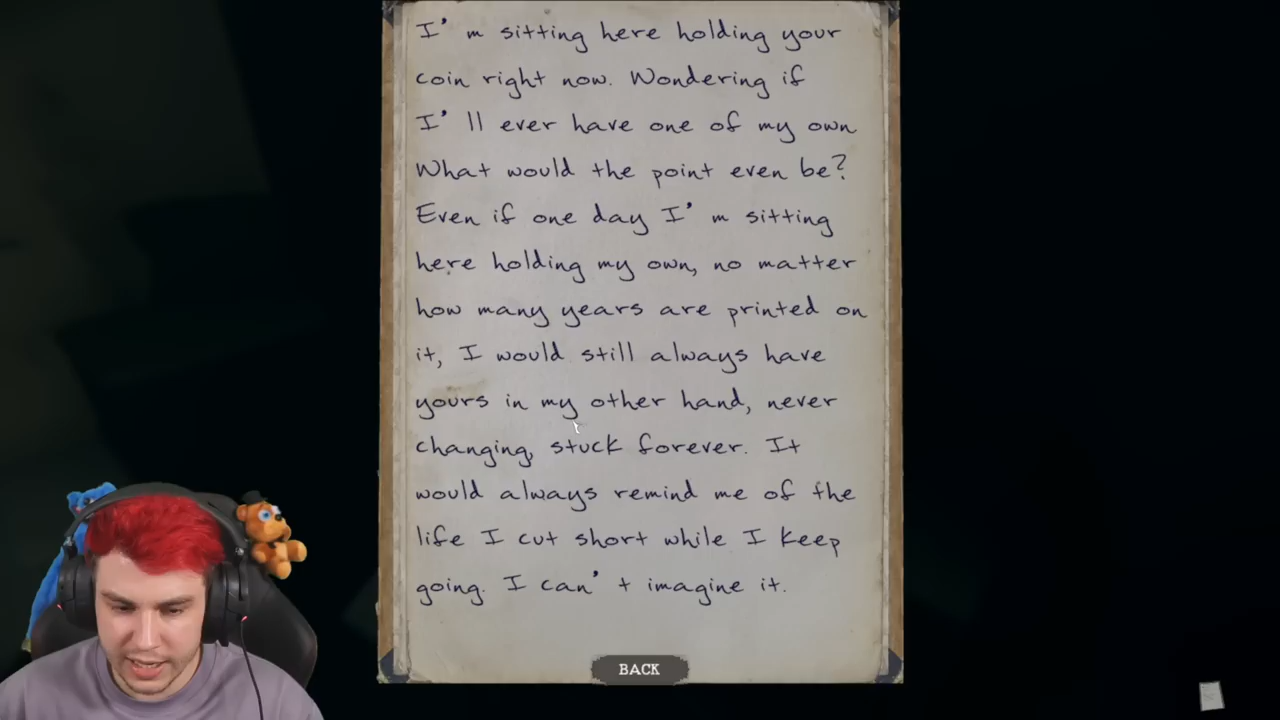 I' m sitting here holding your
coin right now. Wondering if
I' ll ever have one of my own
What would the point even be?
Even if one day I' m sitting
here holding my own, no matter
how many years are printed on
it, I would still always have
yours in my other hand, never
changing, stuck forever. It
would always remind me of the
life I cut short while I keep
going. I can' t imagine it.
BACK